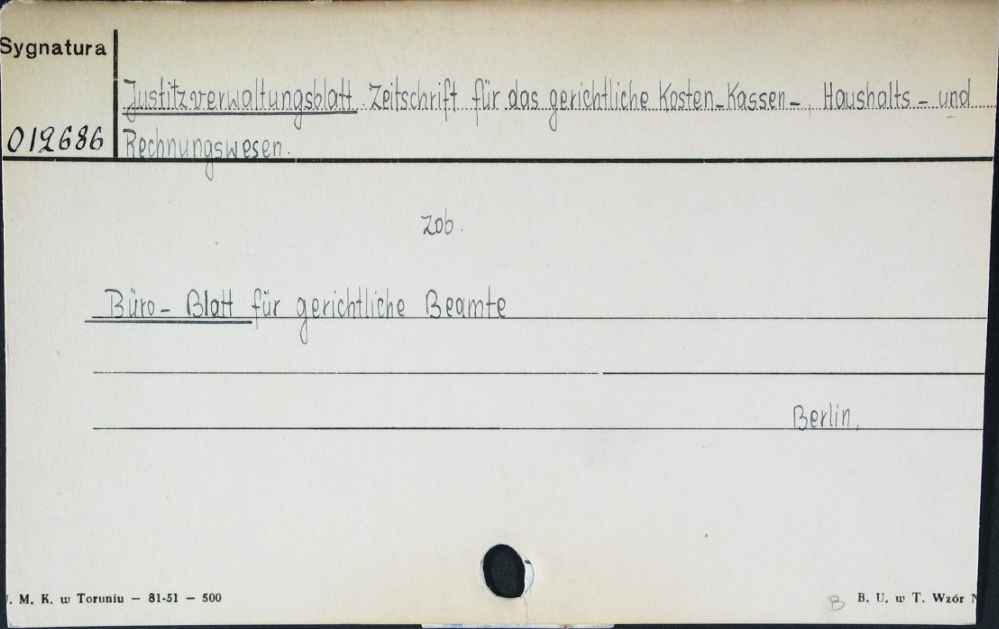 Sygnatura
Justitzverwaltungsblatt. Zeitschrift für das gerichtliche Kosten-Kassen-, Haushalts- und
012686
Rechnungswesen.
zob.
Büro-Blatt für gerichtliche Beamte
Berlin,
. M. K. w Toruniu — 81-51 — 500
B B. U. w T. Wzór N